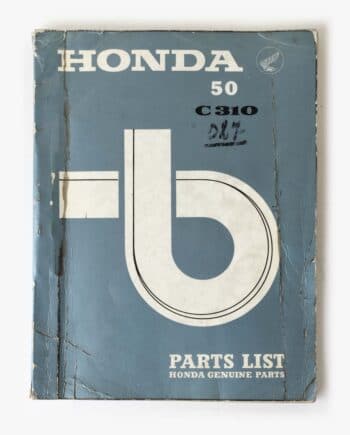 HONDA
50
C310
PARTS LIST
HONDA GENUINE PARTS